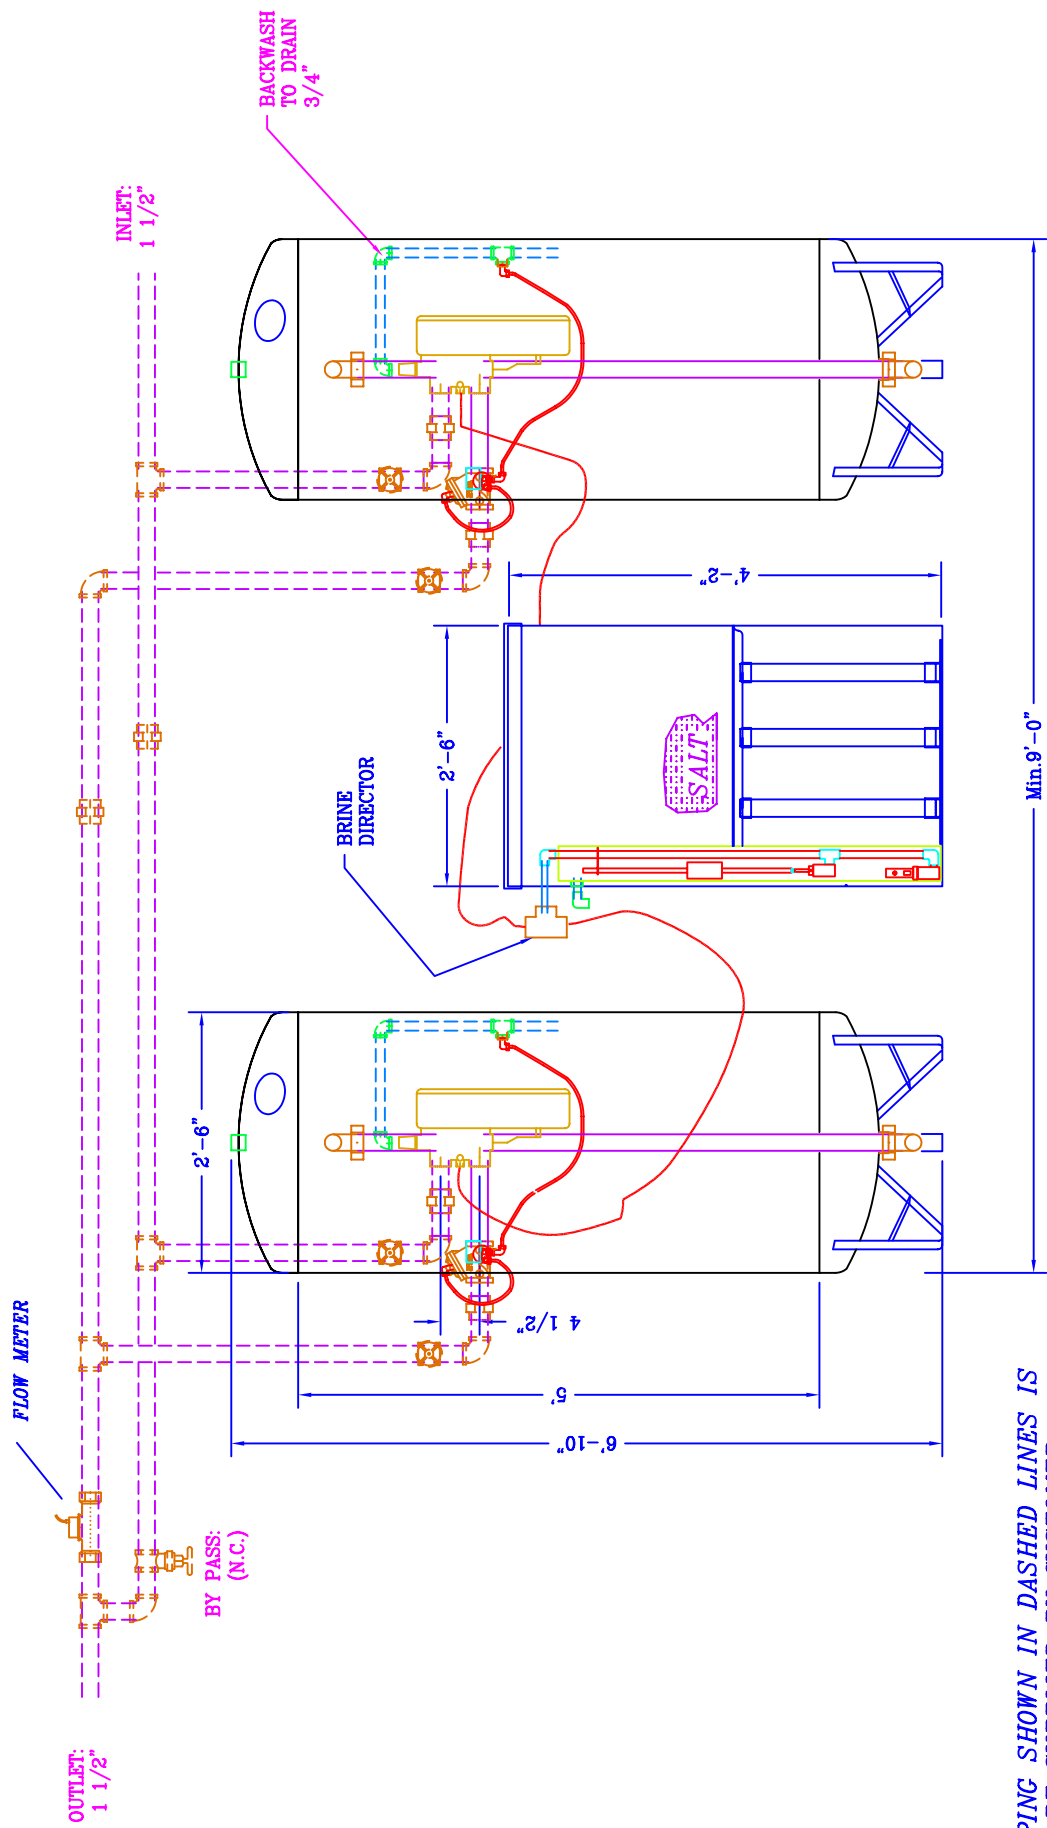 OUTLET:
1 1/2"
FLOW METER
BY PASS:
(N.C.)
INLET:
1 1/2"
BACKWASH
TO DRAIN
3/4"
BRINE
DIRECTOR
2'-6"
2'-6"
6'-10"
5'
4 1/2"
4'-2"
SALT
Min.9'-0"
PING SHOWN IN DASHED LINES IS